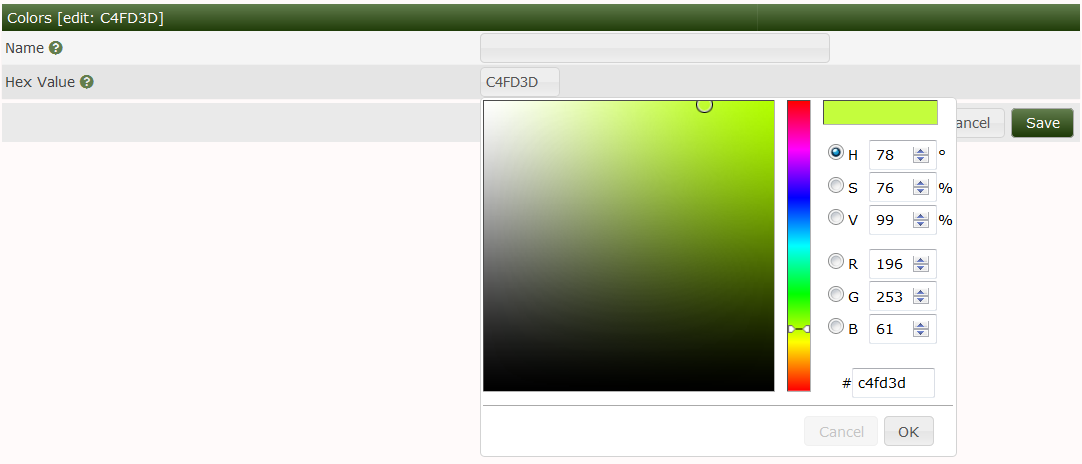 Colors [edit: C4FD3D]
Name ?
Hex Value ? C4FD3D
ancel Save
H 78 °
S 76 %
V 99 %
R 196
G 253
B 61
# c4fd3d
Cancel OK